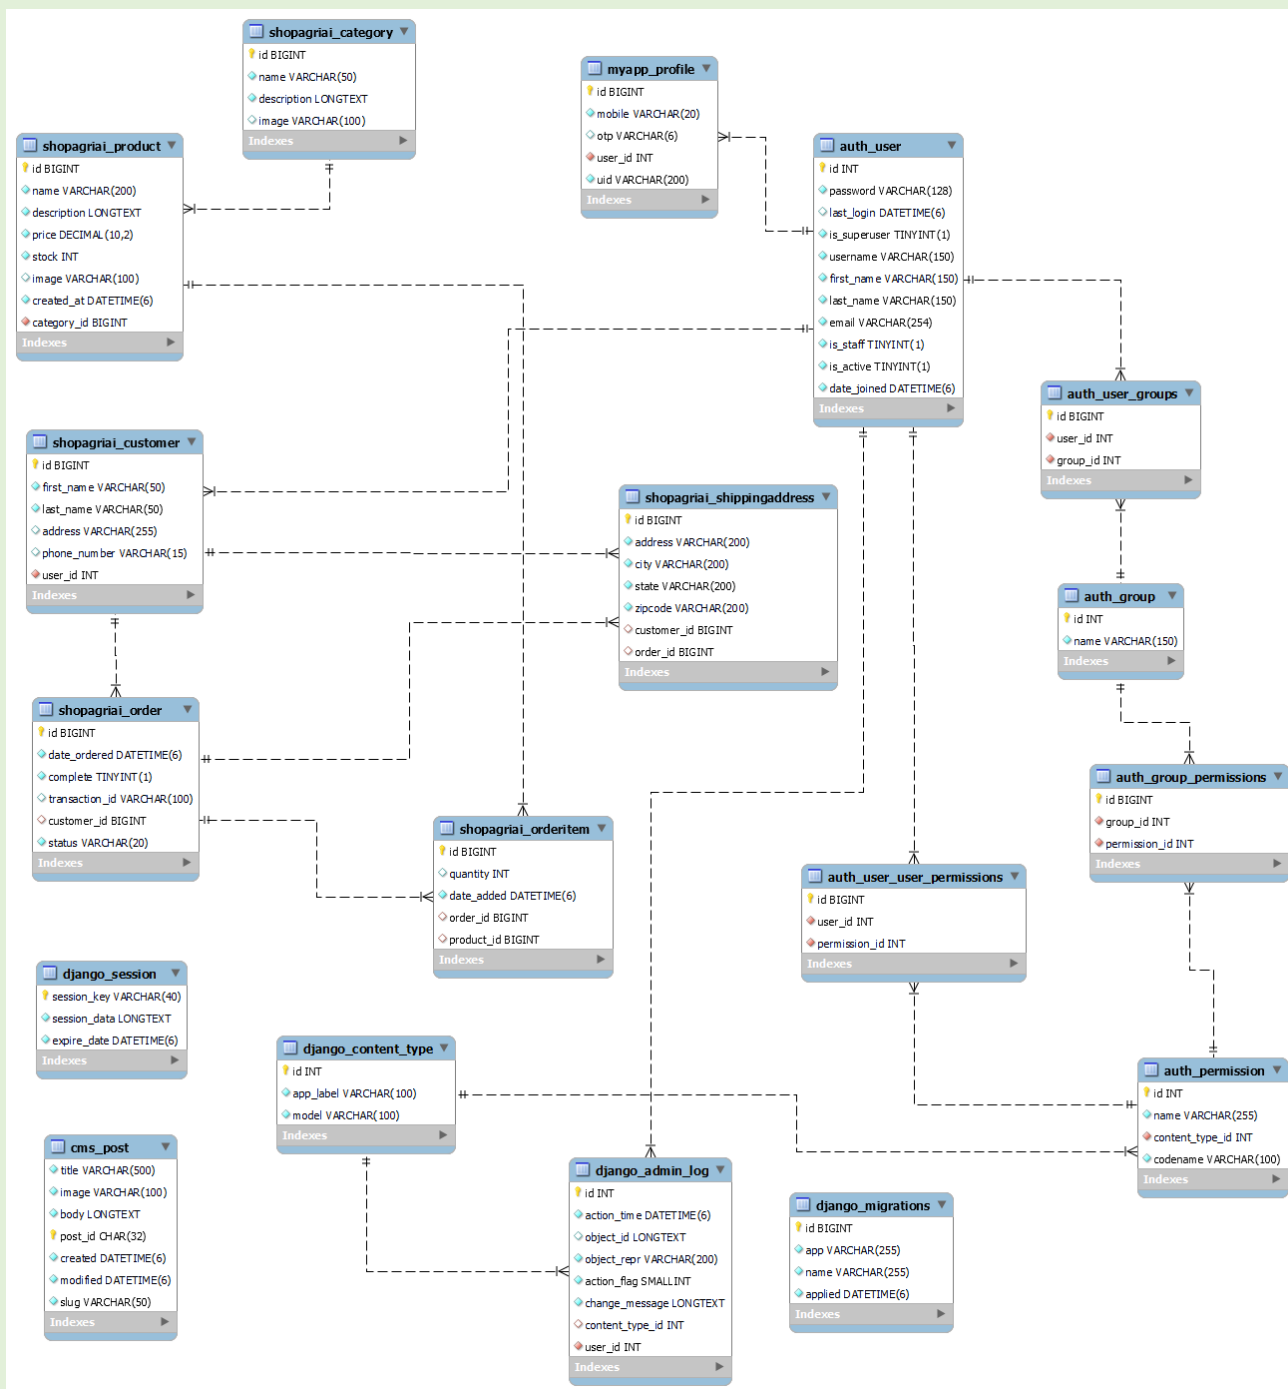 shopagriai_category
id BIGINT
name VARCHAR(50)
description LONGTEXT
image VARCHAR(100)
Indexes
myapp_profile
id BIGINT
mobile VARCHAR(20)
otp VARCHAR(6)
user_id INT
uid VARCHAR(200)
Indexes
shopagriai_product
id BIGINT
name VARCHAR(200)
description LONGTEXT
price DECIMAL(10,2)
stock INT
image VARCHAR(100)
created_at DATETIME(6)
category_id BIGINT
Indexes
auth_user
id INT
password VARCHAR(128)
last_login DATETIME(6)
is_superuser TINYINT(1)
username VARCHAR(150)
first_name VARCHAR(150)
last_name VARCHAR(150)
email VARCHAR(254)
is_staff TINYINT(1)
is_active TINYINT(1)
date_joined DATETIME(6)
Indexes
auth_user_groups
id BIGINT
user_id INT
group_id INT
Indexes
shopagriai_customer
id BIGINT
first_name VARCHAR(50)
last_name VARCHAR(50)
address VARCHAR(255)
phone_number VARCHAR(15)
user_id INT
Indexes
shopagriai_shippingaddress
id BIGINT
address VARCHAR(200)
city VARCHAR(200)
state VARCHAR(200)
zipcode VARCHAR(200)
customer_id BIGINT
order_id BIGINT
Indexes
auth_group
id INT
name VARCHAR(150)
Indexes
shopagriai_order
id BIGINT
date_ordered DATETIME(6)
complete TINYINT(1)
transaction_id VARCHAR(100)
customer_id BIGINT
status VARCHAR(20)
Indexes
auth_group_permissions
id BIGINT
group_id INT
permission_id INT
Indexes
shopagriai_orderitem
id BIGINT
quantity INT
date_added DATETIME(6)
order_id BIGINT
product_id BIGINT
Indexes
auth_user_user_permissions
id BIGINT
user_id INT
permission_id INT
Indexes
django_session
session_key VARCHAR(40)
session_data LONGTEXT
expire_date DATETIME(6)
Indexes
django_content_type
id INT
app_label VARCHAR(100)
model VARCHAR(100)
Indexes
auth_permission
id INT
name VARCHAR(255)
content_type_id INT
codename VARCHAR(100)
Indexes
cms_post
title VARCHAR(500)
image VARCHAR(100)
body LONGTEXT
post_id CHAR(32)
created DATETIME(6)
modified DATETIME(6)
slug VARCHAR(50)
Indexes
django_admin_log
id INT
action_time DATETIME(6)
object_id LONGTEXT
object_repr VARCHAR(200)
action_flag SMALLINT
change_message LONGTEXT
content_type_id INT
user_id INT
Indexes
django_migrations
id BIGINT
app VARCHAR(255)
name VARCHAR(255)
applied DATETIME(6)
Indexes